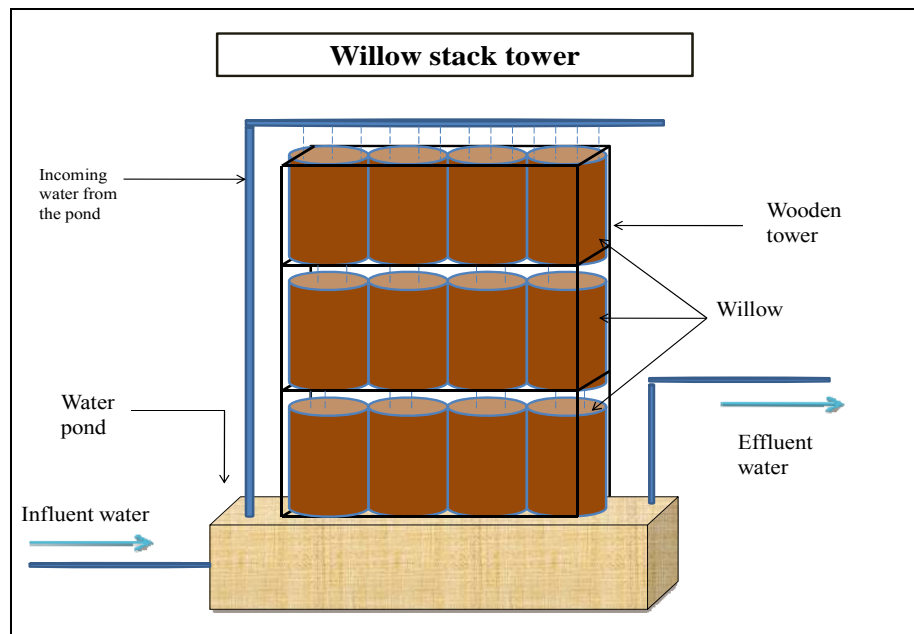 Willow stack tower
Incoming
water from
the pond
Wooden
tower
Willow
Water
pond
Effluent
water
Influent water